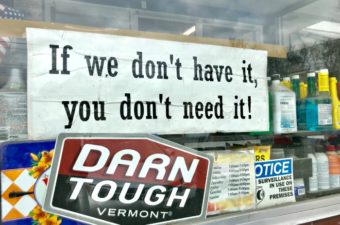 If we don't have it,
you don't need it!
DARN
TOUGH
VERMONT
NOTICE
SURVEILLANCE
IN USE ON
THESE
PREMISES